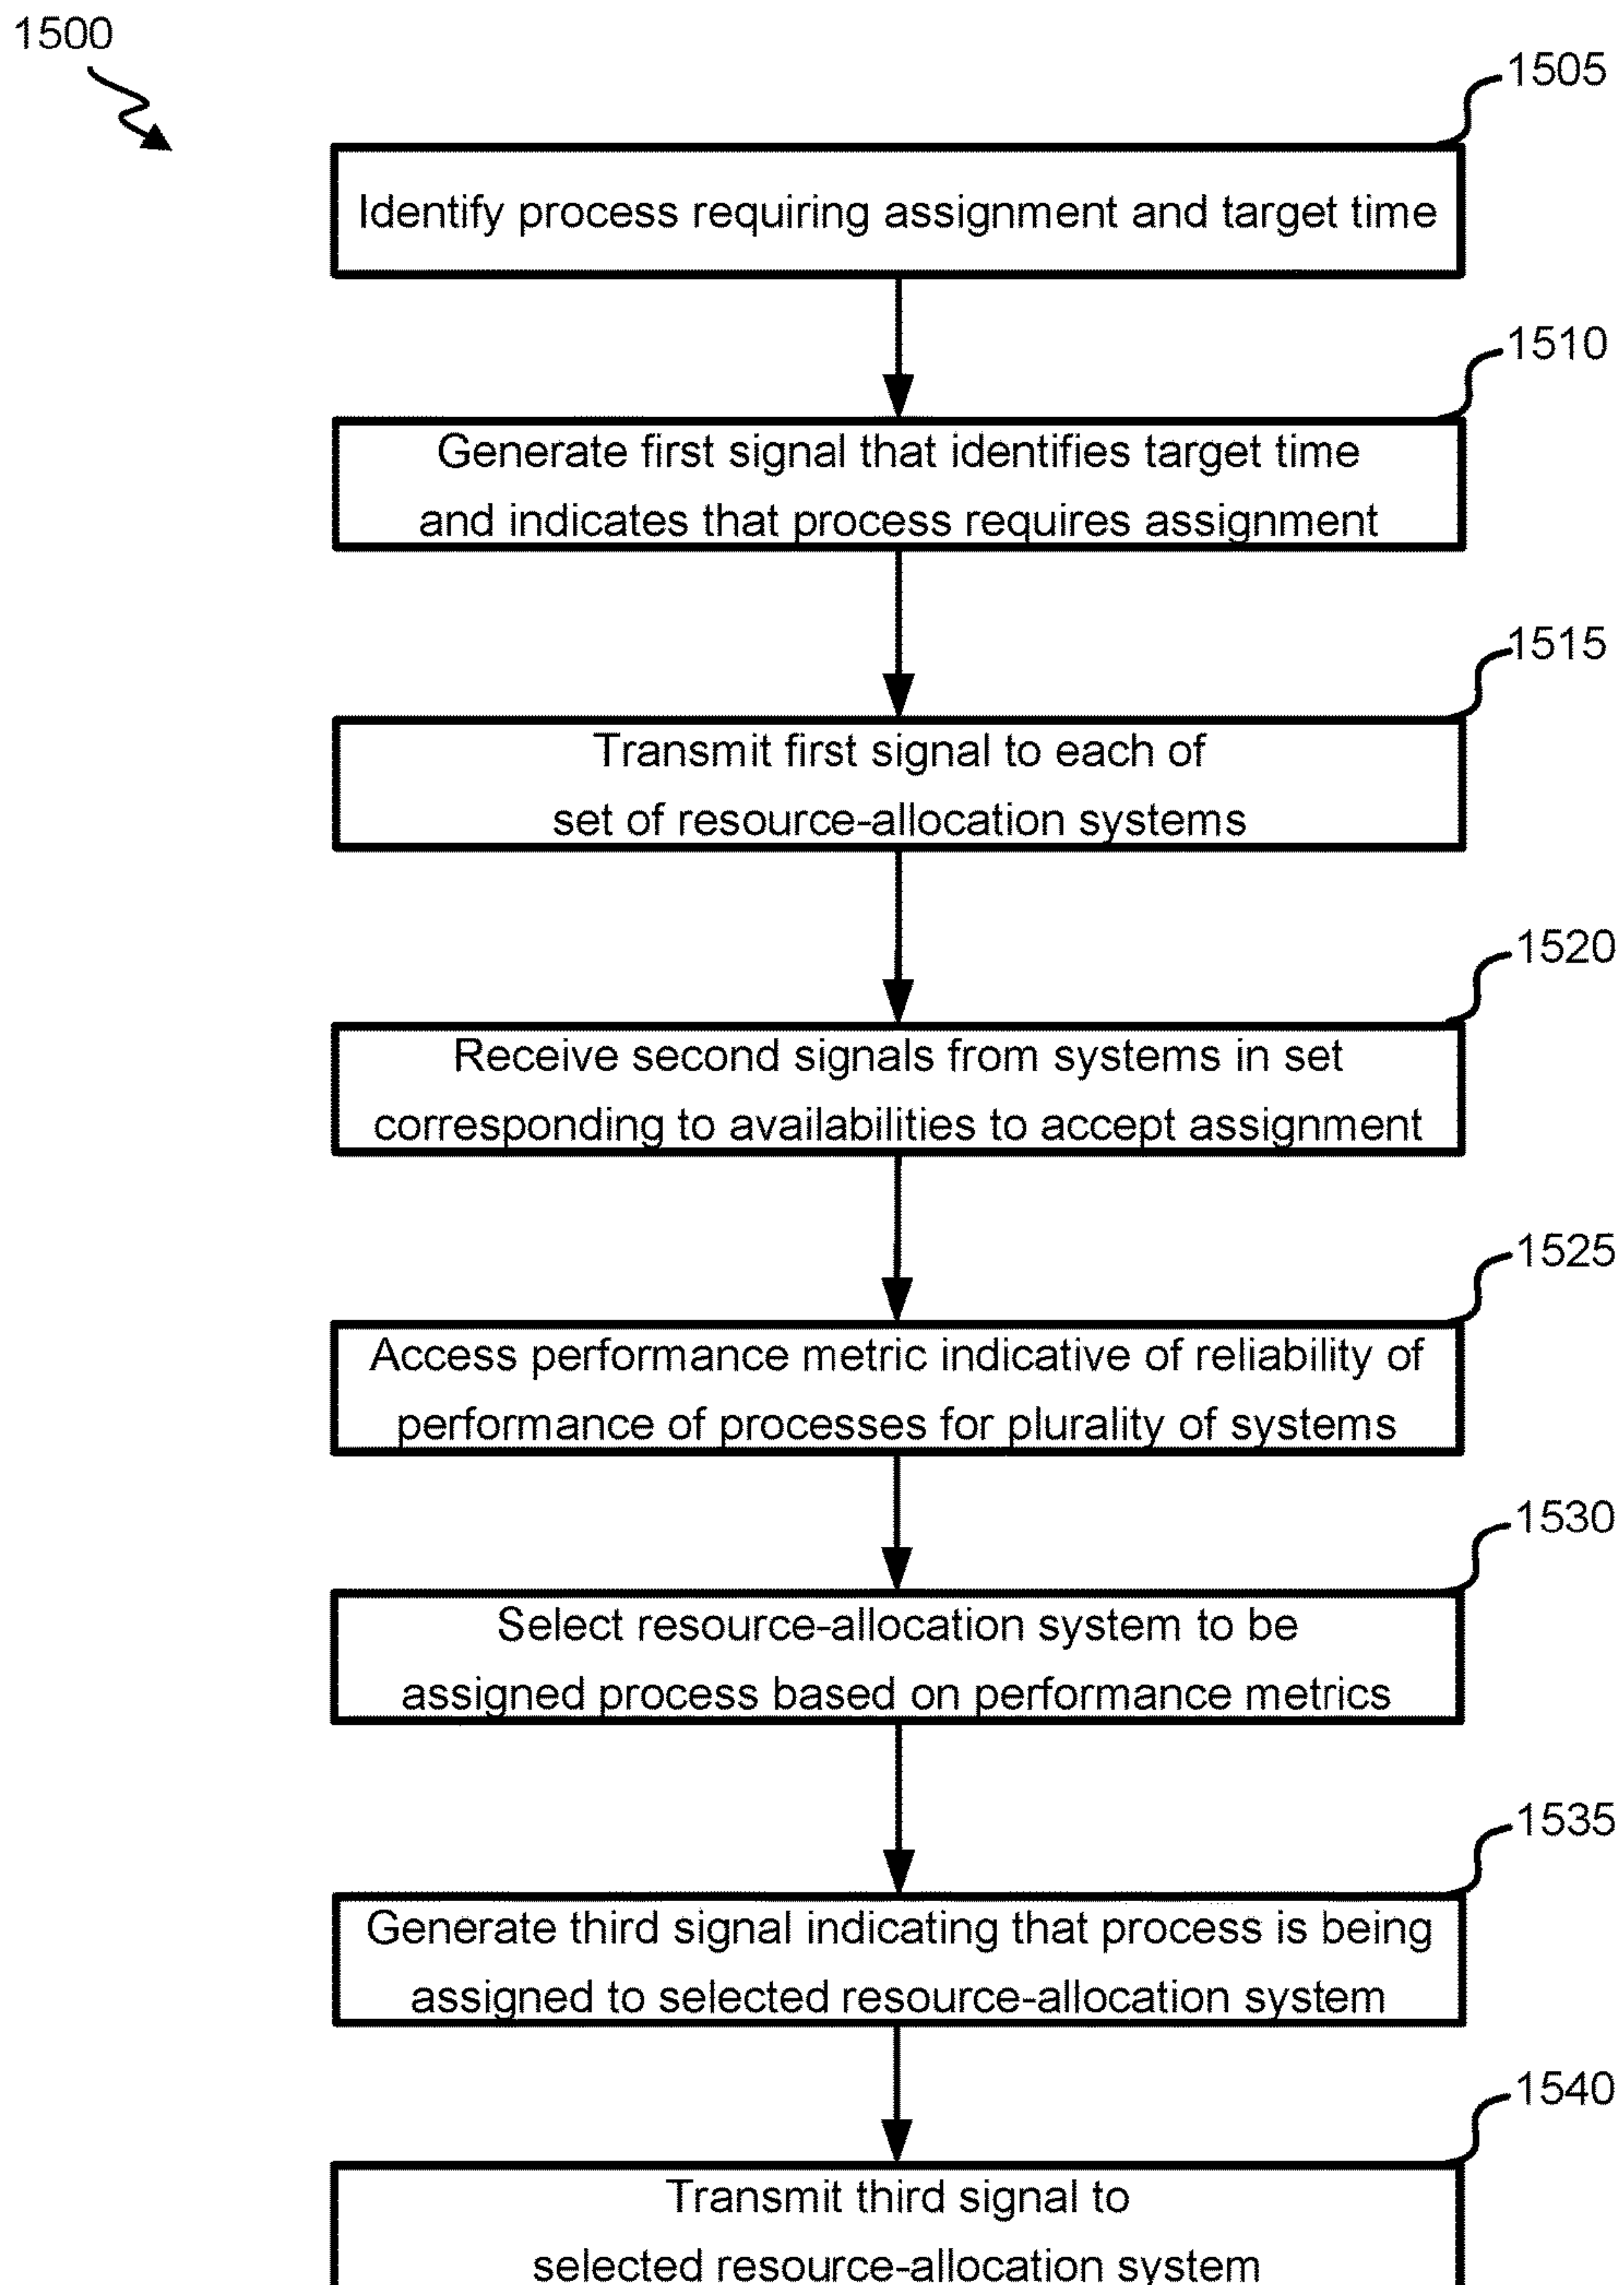 1500
1505
Identify process requiring assignment and target time
1510
Generate first signal that identifies target time
and indicates that process requires assignment
1515
Transmit first signal to each of
set of resource-allocation systems
1520
Receive second signals from systems in set
corresponding to availabilities to accept assignment
1525
Access performance metric indicative of reliability of
performance of processes for plurality of systems
1530
Select resource-allocation system to be
assigned process based on performance metrics
1535
Generate third signal indicating that process is being
assigned to selected resource-allocation system
1540
Transmit third signal to
selected resource-allocation system